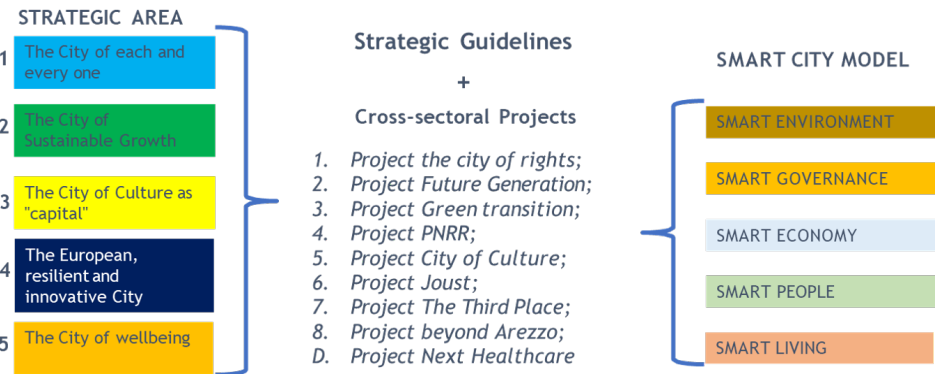 STRATEGIC AREA
1
The City of each and
every one
2
The City of
Sustainable Growth
3
The City of Culture as
"capital"
4
The European,
resilient and
innovative City
5
The City of wellbeing
Strategic Guidelines
+
Cross-sectoral Projects
1. Project the city of rights;
2. Project Future Generation;
3. Project Green transition;
4. Project PNRR;
5. Project City of Culture;
6. Project Joust;
7. Project The Third Place;
8. Project beyond Arezzo;
D. Project Next Healthcare
SMART CITY MODEL
SMART ENVIRONMENT
SMART GOVERNANCE
SMART ECONOMY
SMART PEOPLE
SMART LIVING